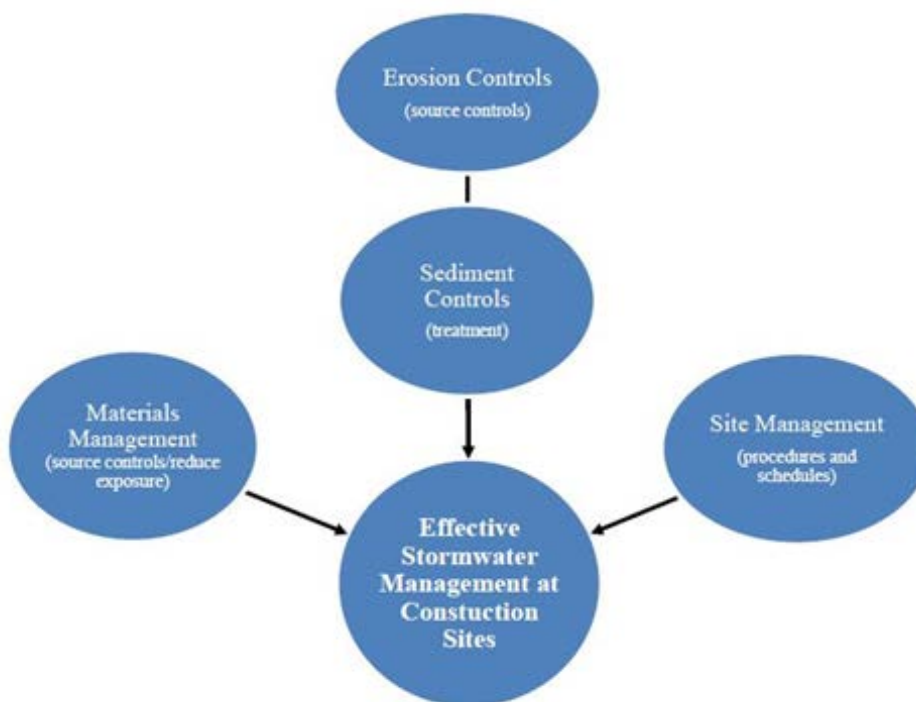 Erosion Controls
(source controls)
Sediment
Controls
(treatment)
Materials
Management
(source controls/reduce
exposure)
Site Management
(procedures and
schedules)
Effective
Stormwater
Management at
Constuction
Sites